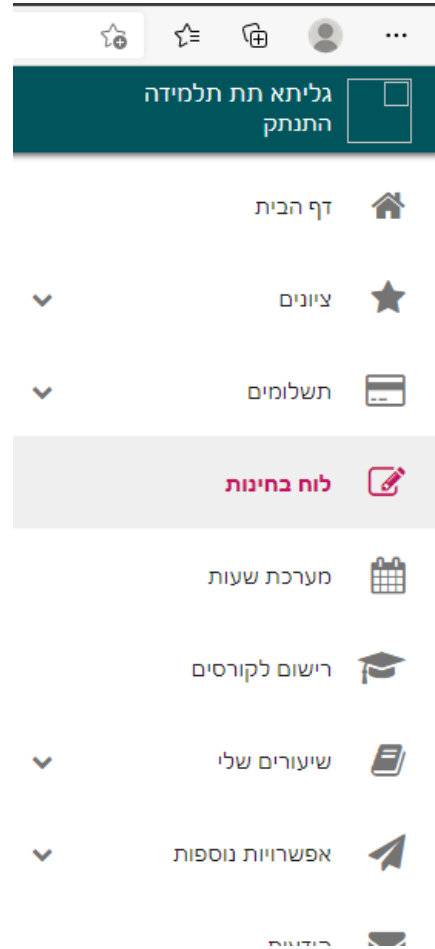 גליתא תת תלמידה
התנתק
דף הבית
ציונים
תשלומים
לוח בחינות
מערכת שעות
רישום לקורסים
שיעורים שלי
אפשרויות נוספות